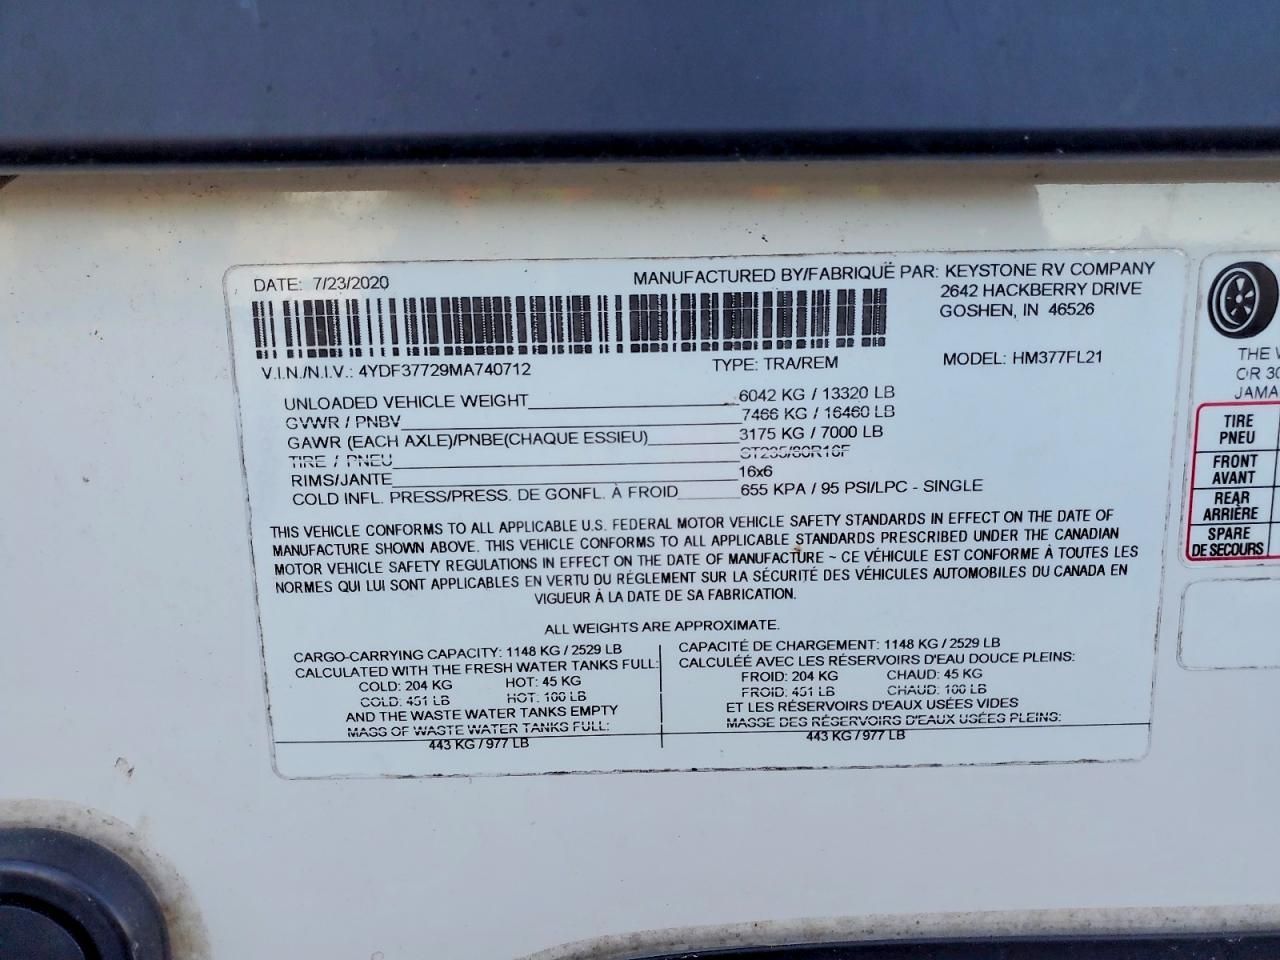 DATE: 7/23/2020
MANUFACTURED BY/FABRIQUÉ PAR: KEYSTONE RV COMPANY
2642 HACKBERRY DRIVE
GOSHEN, IN 46526
V.I.N./N.I.V.: 4YDF37729MA740712
TYPE: TRA/REM
MODEL: HM377FL21
UNLOADED VEHICLE WEIGHT 6042 KG / 13320 LB
GVWR / PNBV 7466 KG / 16460 LB
GAWR (EACH AXLE)/PNBE(CHAQUE ESSIEU) 3175 KG / 7000 LB
TIRE / PNEU ST235/80R16F
RIMS/JANTE 16x6
COLD INFL. PRESS/PRESS. DE GONFL. À FROID 655 KPA / 95 PSI/LPC - SINGLE
THIS VEHICLE CONFORMS TO ALL APPLICABLE U.S. FEDERAL MOTOR VEHICLE SAFETY STANDARDS IN EFFECT ON THE DATE OF
MANUFACTURE SHOWN ABOVE. THIS VEHICLE CONFORMS TO ALL APPLICABLE STANDARDS PRESCRIBED UNDER THE CANADIAN
MOTOR VEHICLE SAFETY REGULATIONS IN EFFECT ON THE DATE OF MANUFACTURE ~ CE VÉHICULE EST CONFORME À TOUTES LES
NORMES QUI LUI SONT APPLICABLES EN VERTU DU RÉGLEMENT SUR LA SÉCURITÉ DES VÉHICULES AUTOMOBILES DU CANADA EN
VIGUEUR À LA DATE DE SA FABRICATION.
ALL WEIGHTS ARE APPROXIMATE.
CARGO-CARRYING CAPACITY: 1148 KG / 2529 LB
CALCULATED WITH THE FRESH WATER TANKS FULL:
COLD: 204 KG HOT: 45 KG
COLD: 451 LB HOT: 100 LB
AND THE WASTE WATER TANKS EMPTY
MASS OF WASTE WATER TANKS FULL:
443 KG / 977 LB
CAPACITÉ DE CHARGEMENT: 1148 KG / 2529 LB
CALCULÉE AVEC LES RÉSERVOIRS D'EAU DOUCE PLEINS:
FROID: 204 KG CHAUD: 45 KG
FROID: 451 LB CHAUD: 100 LB
ET LES RÉSERVOIRS D'EAUX USÉES VIDES
MASSE DES RÉSERVOIRS D'EAUX USÉES PLEINS:
443 KG / 977 LB
THE
OR 30
JAMA
TIRE
PNEU
FRONT
AVANT
REAR
ARRIÈRE
SPARE
DE SECOURS